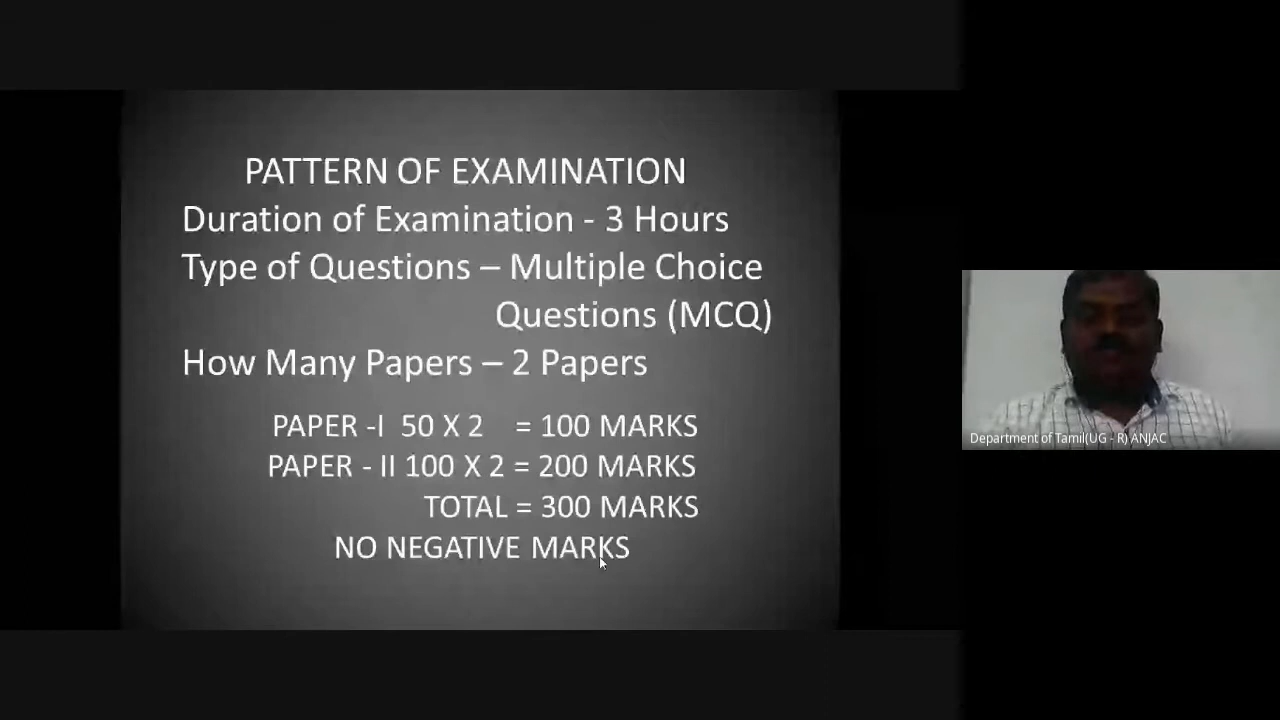 PATTERN OF EXAMINATION
Duration of Examination - 3 Hours
Type of Questions – Multiple Choice
Questions (MCQ)
How Many Papers – 2 Papers
PAPER -I 50 X 2 = 100 MARKS
PAPER - II 100 X 2 = 200 MARKS
TOTAL = 300 MARKS
NO NEGATIVE MARKS
Department of Tamil(UG - R) ANJAC